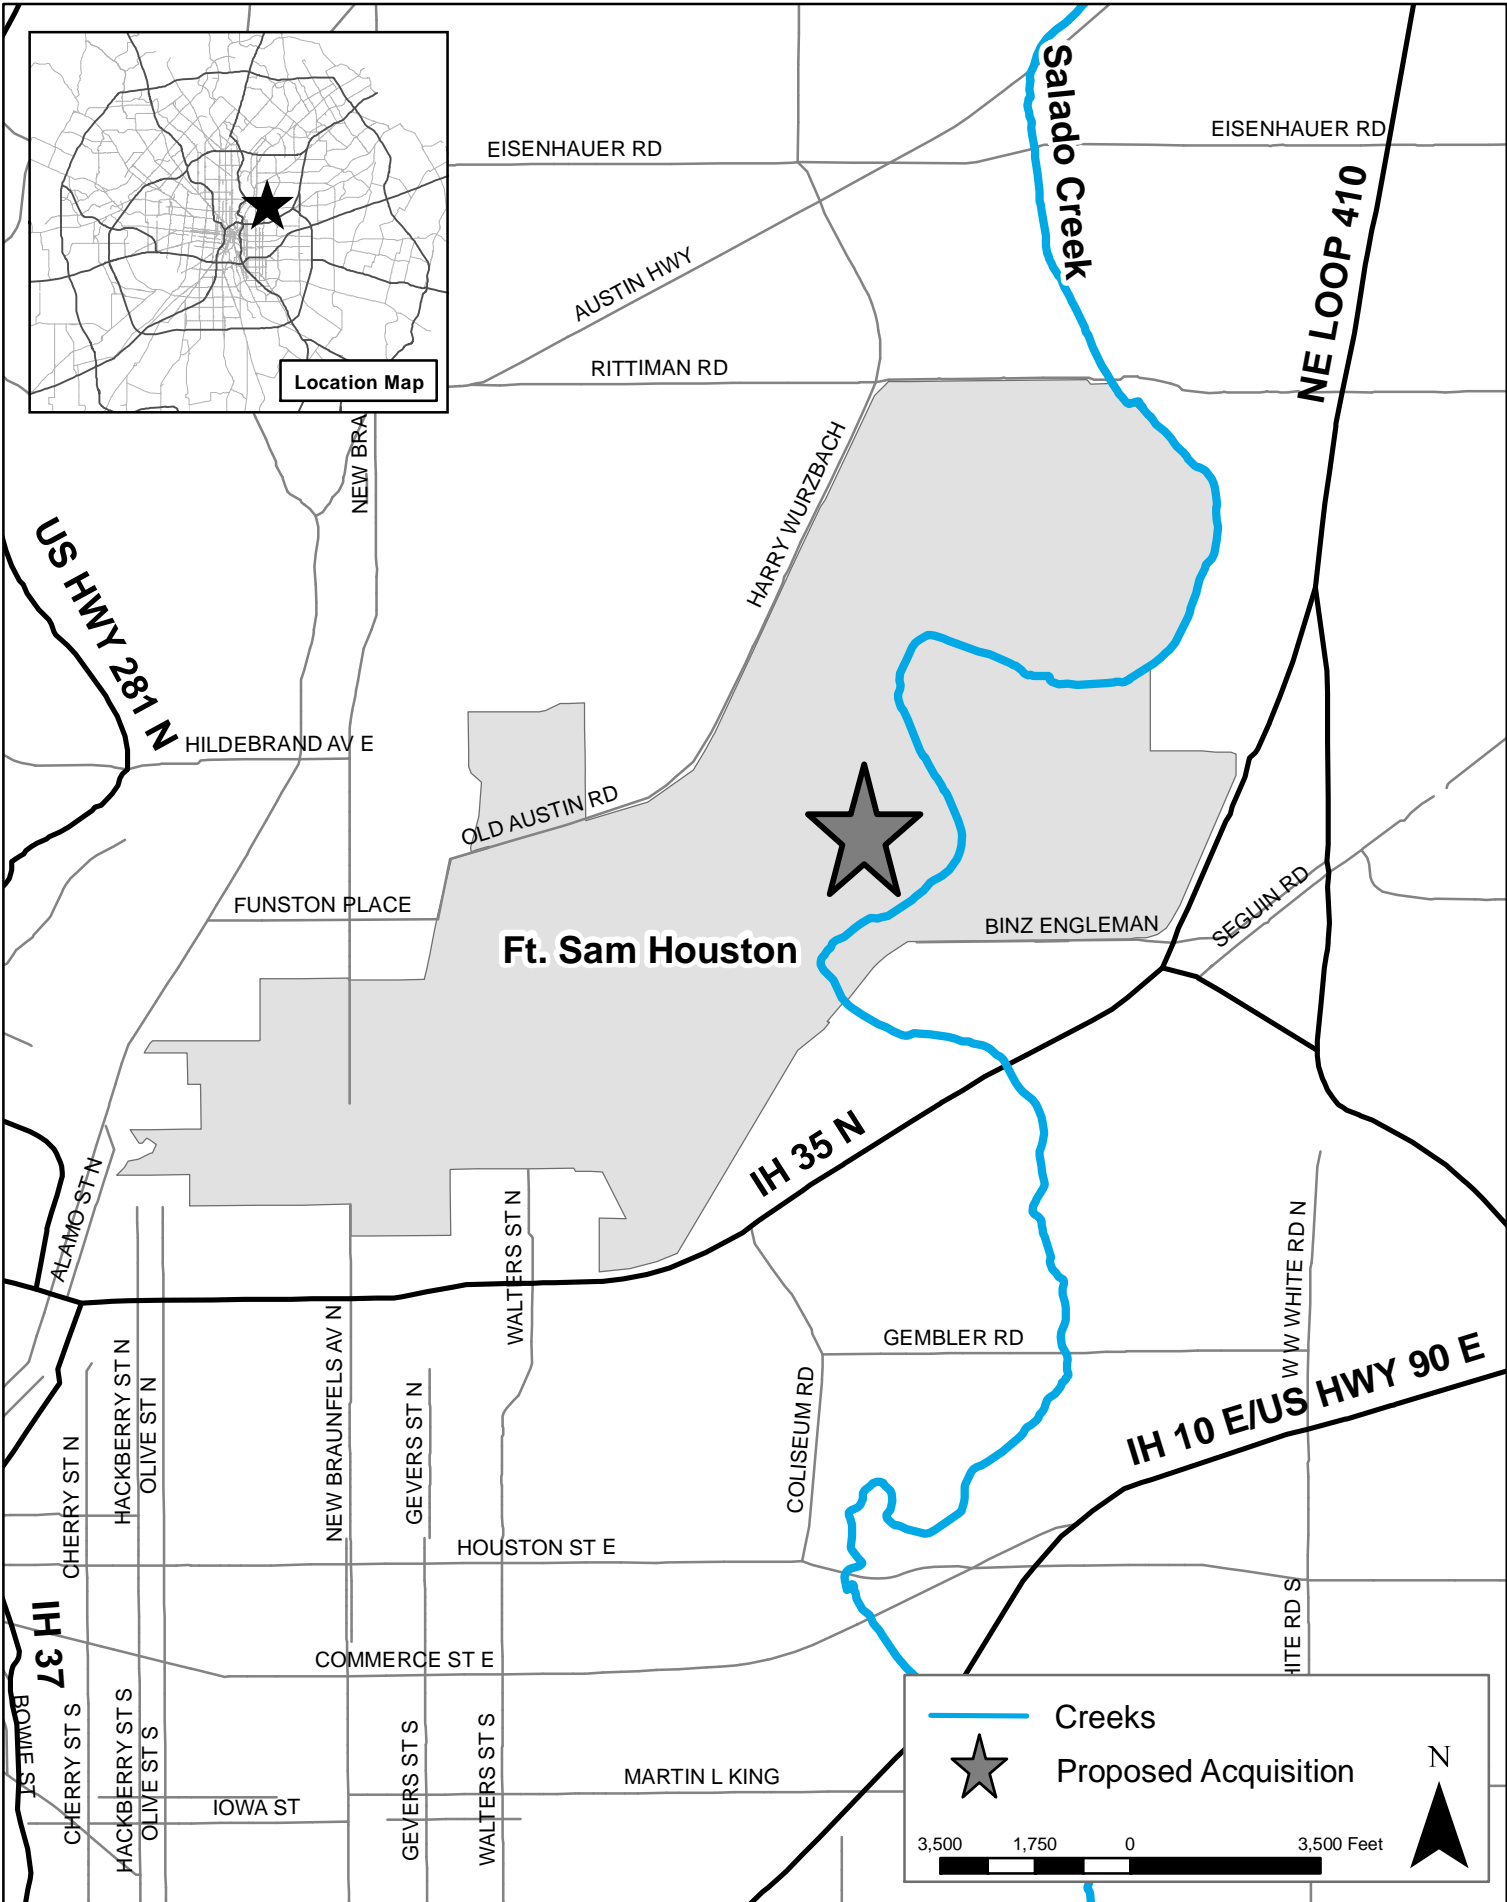 Salado Creek
EISENHAUER RD
EISENHAUER RD
NE LOOP 410
AUSTIN HWY
RITTIMAN RD
Location Map
NEW BRA
HARRY WURZBACH
US HWY 281 N
HILDEBRAND AV E
OLD AUSTIN RD
FUNSTON PLACE
Ft. Sam Houston
BINZ ENGLEMAN
SEGUIN RD
IH 35 N
ALAMO ST N
WALTERS ST N
W W WHITE RD N
GEMBLER RD
IH 10 E/US HWY 90 E
NEW BRAUNFELS AV N
HACKBERRY ST N
OLIVE ST N
GEVERS ST N
COLISEUM RD
CHERRY ST N
HOUSTON ST E
IH 37
HITE RD S
COMMERCE ST E
BOWIE ST
CHERRY ST S
HACKBERRY ST S
OLIVE ST S
GEVERS ST S
WALTERS ST S
MARTIN L KING
IOWA ST
Creeks
Proposed Acquisition
N
3,500 1,750 0 3,500 Feet